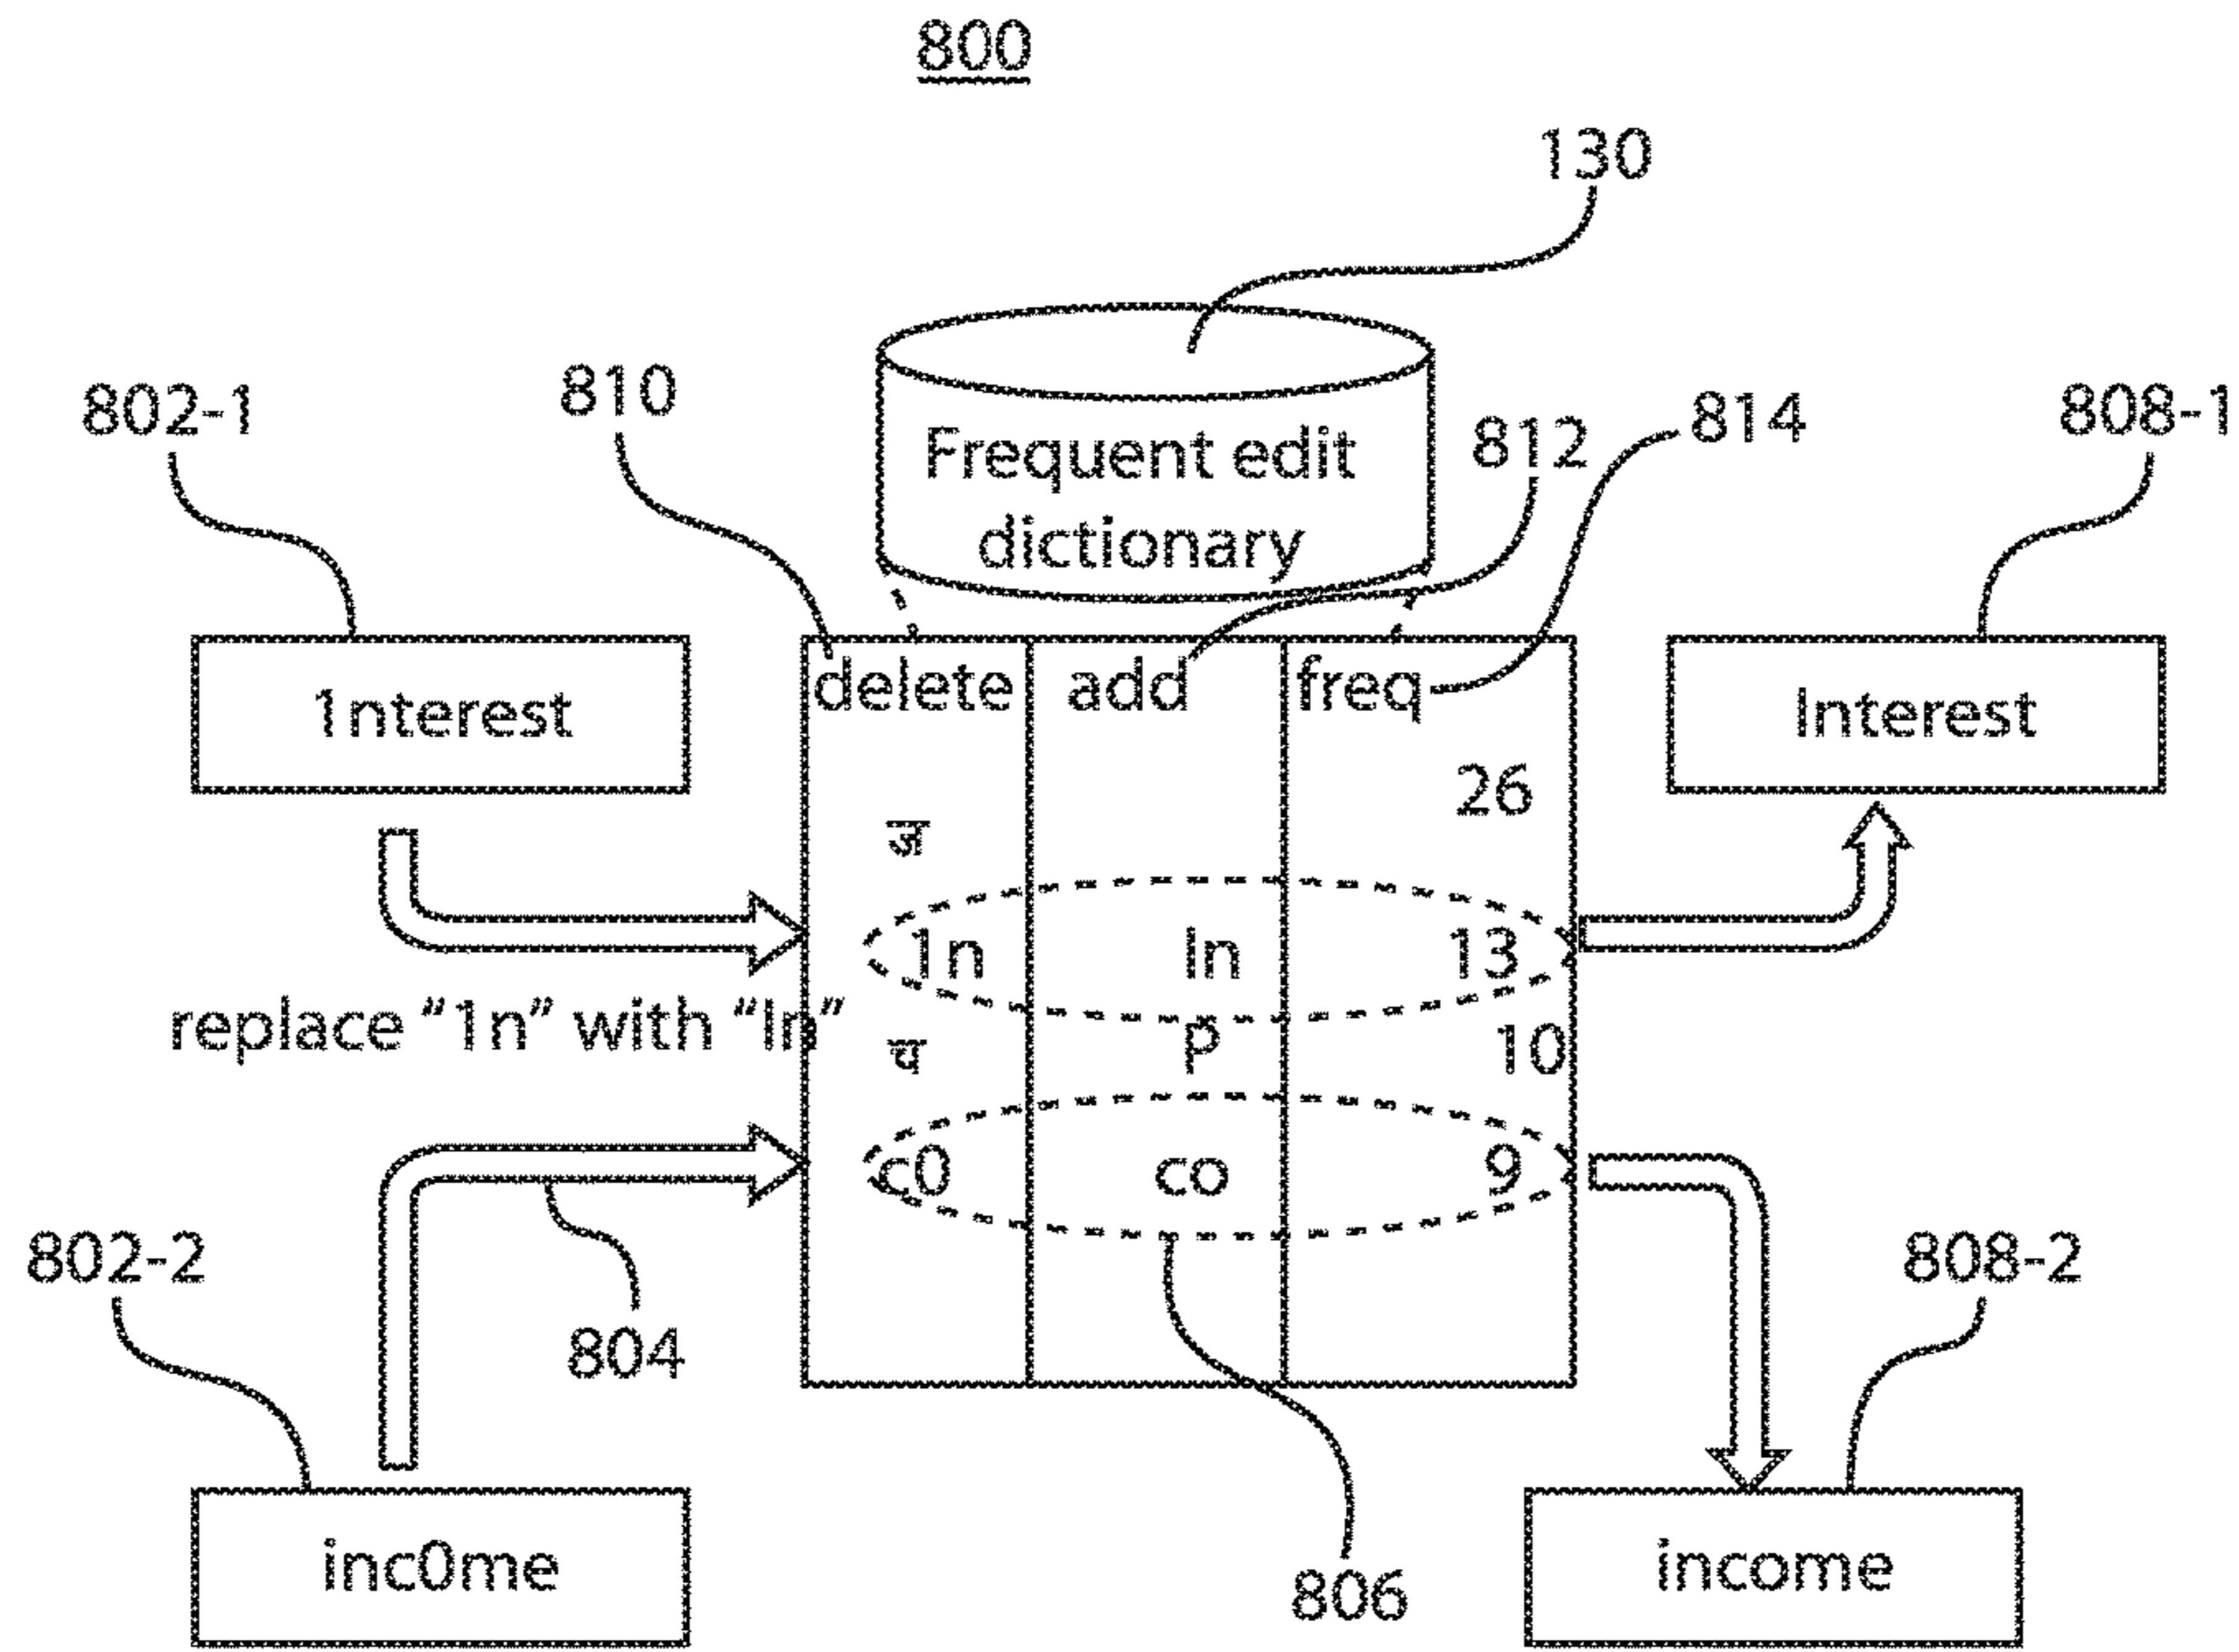 800
130
802-1
810
812
814
808-1
Frequent edit
dictionary
1nterest
delete add freq
Interest
26
ज
1n In 13
replace “1n” with “In”
च P 10
c0 co 9
802-2
804
808-2
inc0me
806
income